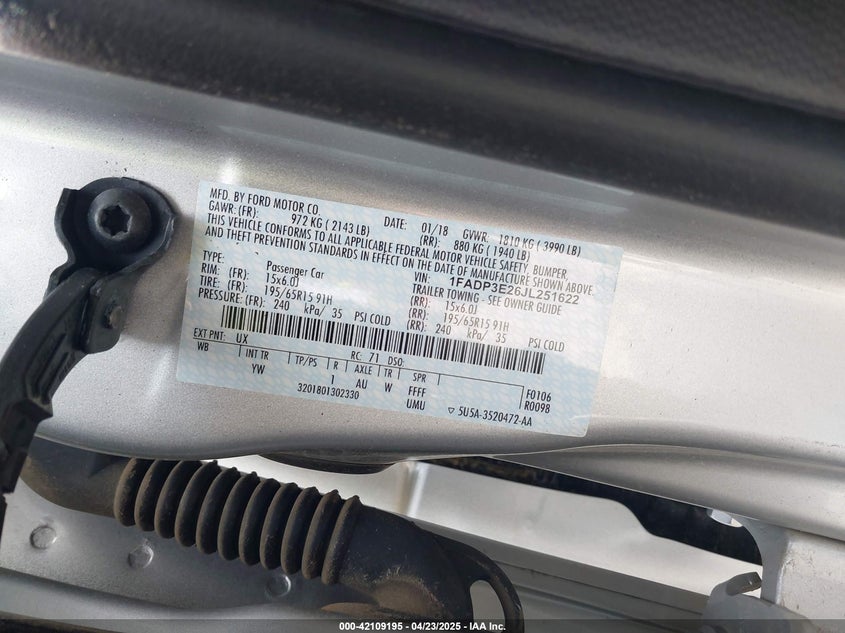 MFD. BY FORD MOTOR CO. DATE: 01/18 GVWR: 1810 KG ( 3990 LB)
GAWR: (FR): 972 KG ( 2143 LB) (RR): 880 KG ( 1940 LB)
THIS VEHICLE CONFORMS TO ALL APPLICABLE FEDERAL MOTOR VEHICLE SAFETY, BUMPER,
AND THEFT PREVENTION STANDARDS IN EFFECT ON THE DATE OF MANUFACTURE SHOWN ABOVE.
VIN: 1FADP3E26JL251622
TYPE: Passenger Car TRAILER TOWING - SEE OWNER GUIDE
RIM: (FR): 15x6.0J (RR): 15x6.0J
TIRE: (FR): 195/65R15 91H (RR): 195/65R15 91H
PRESSURE: (FR): 240 kPa/ 35 PSI COLD (RR): 240 kPa/ 35 PSI COLD
EXT PNT: UX RC: 71 DSO:
WB INT TR TP/PS R AXLE TR SPR F0106
YW 1 AU W FFFF R0098
3201801302330 UMU ▽ 5U5A-3520472-AA
000-42109195 - 04/23/2025 - IAA Inc.